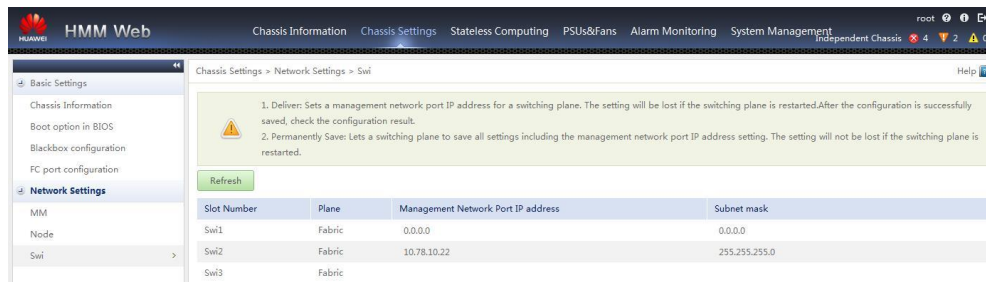 root
HUAWEI
HMM Web
Chassis Information Chassis Settings Stateless Computing PSUs&Fans Alarm Monitoring System Management
Independent Chassis 4 2
Basic Settings
Chassis Information
Boot option in BIOS
Blackbox configuration
FC port configuration
Network Settings
MM
Node
Swi >
Chassis Settings > Network Settings > Swi
Help
1. Deliver: Sets a management network port IP address for a switching plane. The setting will be lost if the switching plane is restarted.After the configuration is successfully
saved, check the configuration result.
2. Permanently Save: Lets a switching plane to save all settings including the management network port IP address setting. The setting will not be lost if the switching plane is
restarted.
Refresh
Slot Number Plane Management Network Port IP address Subnet mask
Swi1 Fabric 0.0.0.0 0.0.0.0
Swi2 Fabric 10.78.10.22 255.255.255.0
Swi3 Fabric